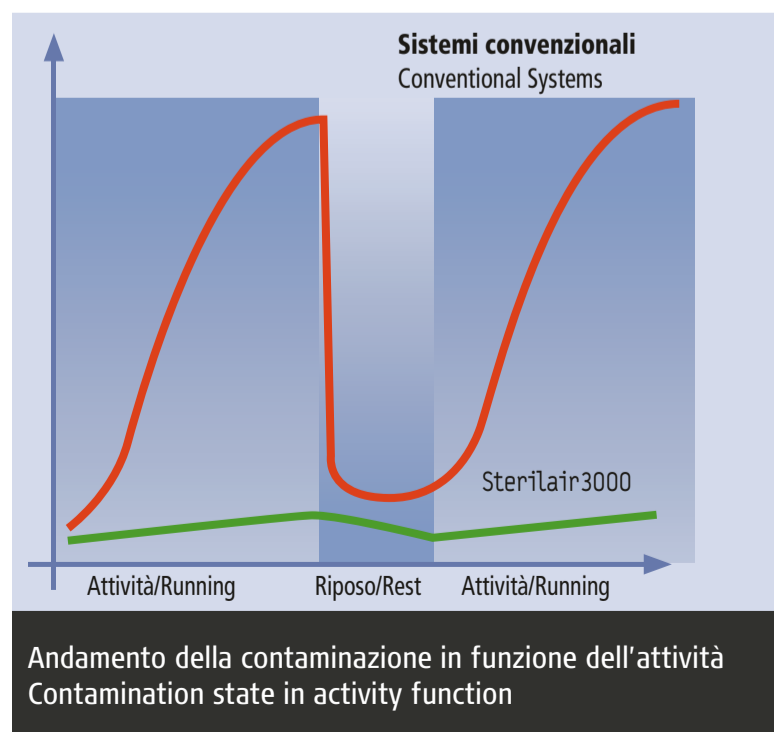 Sistemi convenzionali
Conventional Systems
Sterilair3000
Attività/Running
Riposo/Rest
Attività/Running
Andamento della contaminazione in funzione dell'attività
Contamination state in activity function